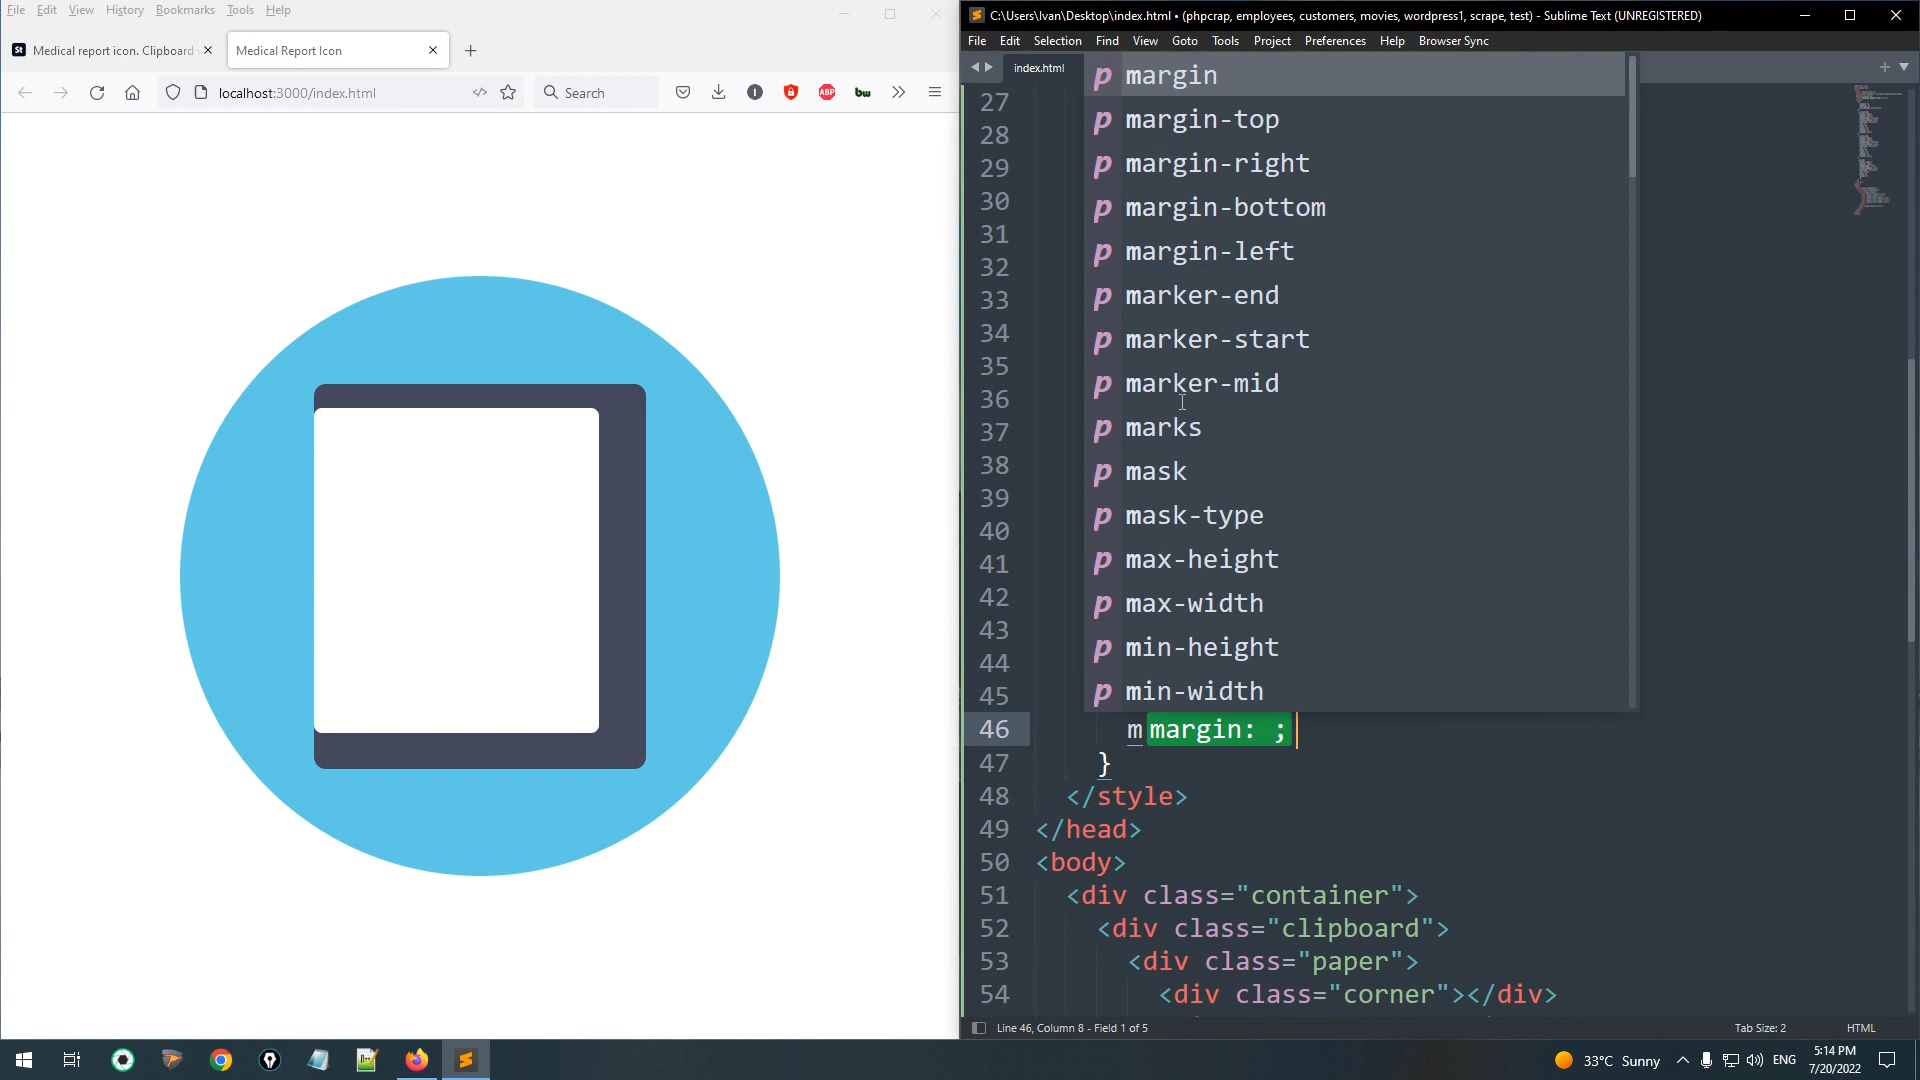 File Edit View History Bookmarks Tools Help
Medical report icon. Clipboard
Medical Report Icon
localhost:3000/index.html
Search
ABP
bw
C:\Users\Ivan\Desktop\index.html • (phpcrap, employees, customers, movies, wordpress1, scrape, test) - Sublime Text (UNREGISTERED)
File Edit Selection Find View Goto Tools Project Preferences Help Browser Sync
index.html
27
28
29
30
31
32
33
34
35
36
37
38
39
40
41
42
43
44
45
p margin
p margin-top
p margin-right
p margin-bottom
p margin-left
p marker-end
p marker-start
p marker-mid
p marks
p mask
p mask-type
p max-height
p max-width
p min-height
p min-width
46 m margin: ;
47 }
48 </style>
49 </head>
50 <body>
51 <div class="container">
52 <div class="clipboard">
53 <div class="paper">
54 <div class="corner"></div>
Line 46, Column 8 - Field 1 of 5
Tab Size: 2
HTML
33°C Sunny
ENG
5:14 PM
7/20/2022